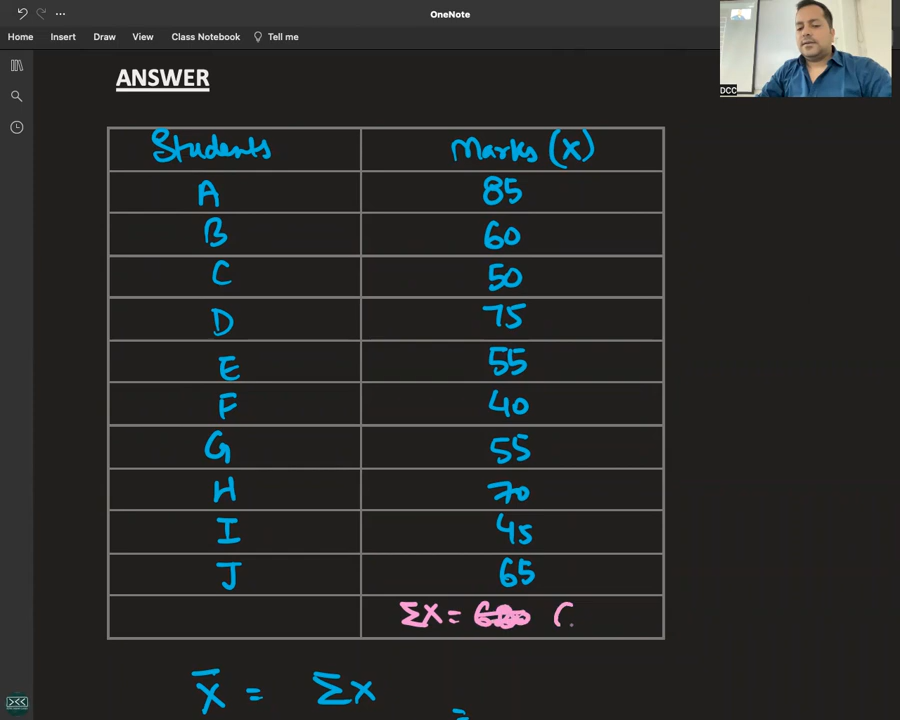 OneNote
Home Insert Draw View Class Notebook Tell me
DCC
ANSWER
Students Marks (X)
A 85
B 60
C 50
D 75
E 55
F 40
G 55
H 70
I 45
J 65
ΣX =
X̄ = ΣX =